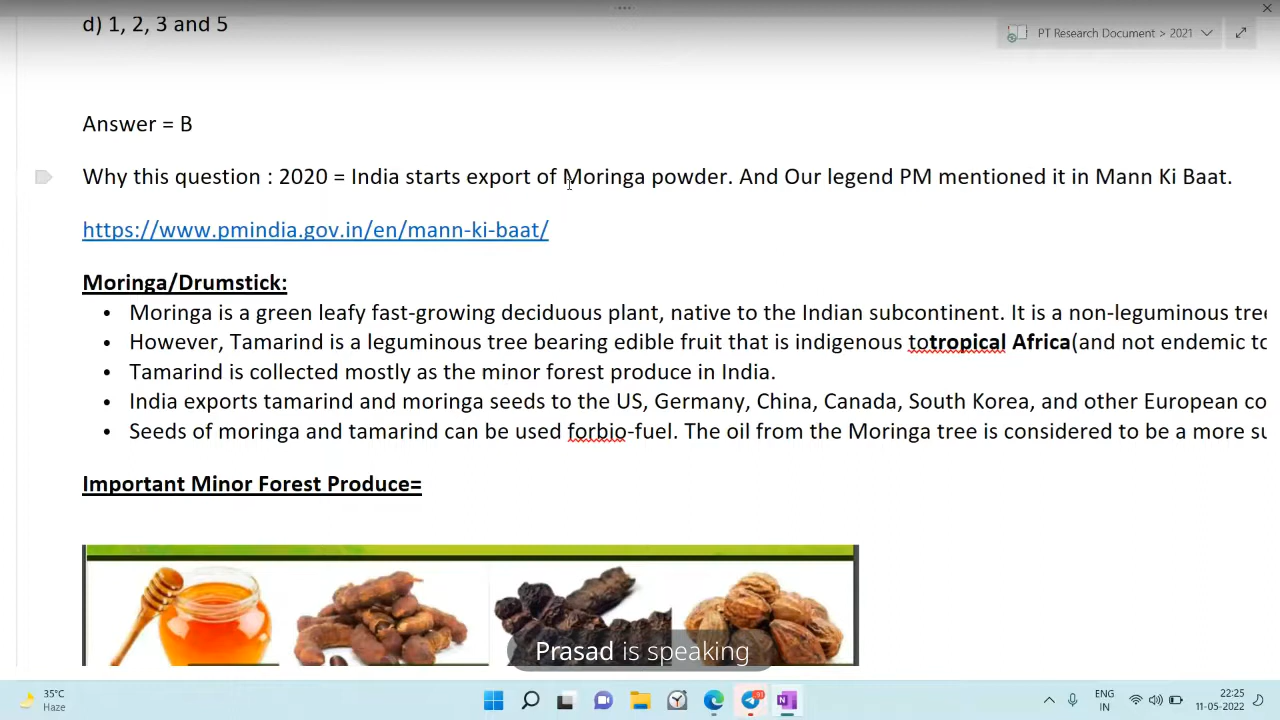 d) 1, 2, 3 and 5
PT Research Document > 2021
Answer = B
Why this question : 2020 = India starts export of Moringa powder. And Our legend PM mentioned it in Mann Ki Baat.
https://www.pmindia.gov.in/en/mann-ki-baat/
Moringa/Drumstick:
• Moringa is a green leafy fast-growing deciduous plant, native to the Indian subcontinent. It is a non-leguminous tre
• However, Tamarind is a leguminous tree bearing edible fruit that is indigenous totropical Africa(and not endemic to
• Tamarind is collected mostly as the minor forest produce in India.
• India exports tamarind and moringa seeds to the US, Germany, China, Canada, South Korea, and other European co
• Seeds of moringa and tamarind can be used forbio-fuel. The oil from the Moringa tree is considered to be a more su
Important Minor Forest Produce=
Prasad is speaking
35°C
Haze
91
N
ENG
IN
22:25
11-05-2022